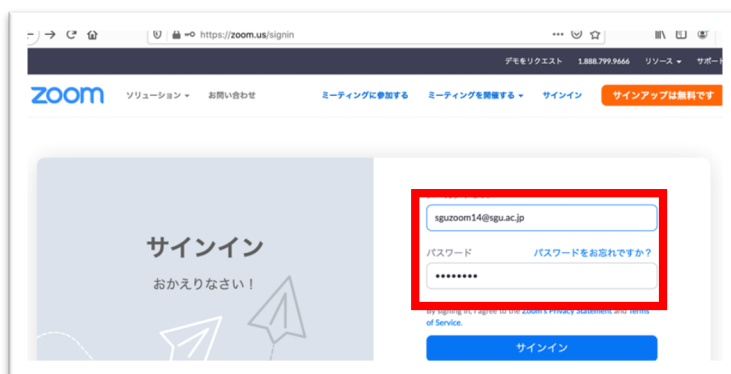 https://zoom.us/signin
デモをリクエスト 1.888.799.9666 リソース サポート
zoom ソリューション お問い合わせ ミーティングに参加する ミーティングを開催する サインイン サインアップは無料です
サインイン
おかえりなさい！
sguzoom14@sgu.ac.jp
パスワード パスワードをお忘れですか？
••••••••
By signing in, I agree to the Zoom's Privacy Statement and Terms
of Service.
サインイン